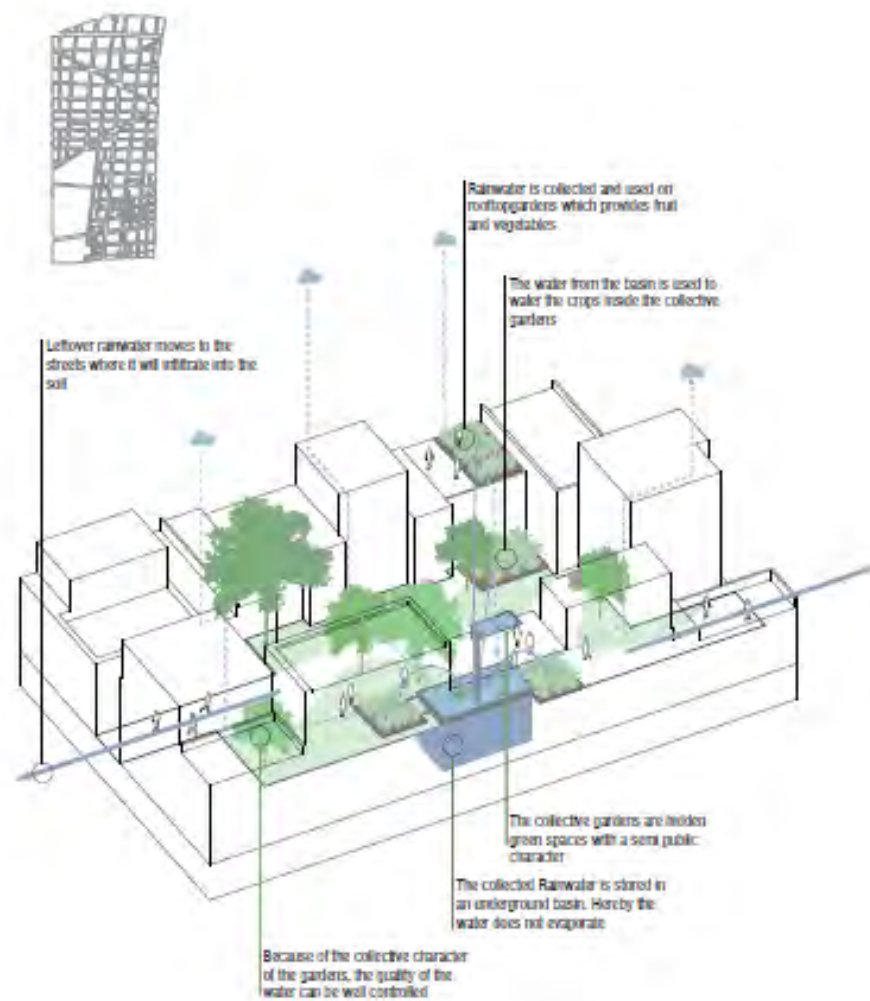 Rainwater is collected and used on
rooftopgardens which provides fruit
and vegetables
The water from the basin is used to
water the crops inside the collective
gardens
Leftover rainwater moves to the
streets where it will infiltrate into the
soil
The collective gardens are hidden
green spaces with a semi public
character
The collected Rainwater is stored in
an underground basin. Hereby the
water does not evaporate
Because of the collective character
of the gardens, the quality of the
water can be well controlled